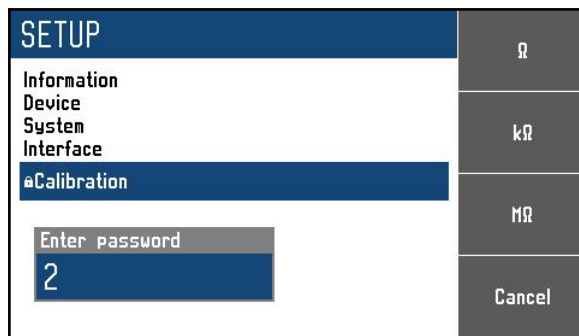 SETUP
Information
Device
System
Interface
Calibration
Enter password
2
Ω
kΩ
MΩ
Cancel